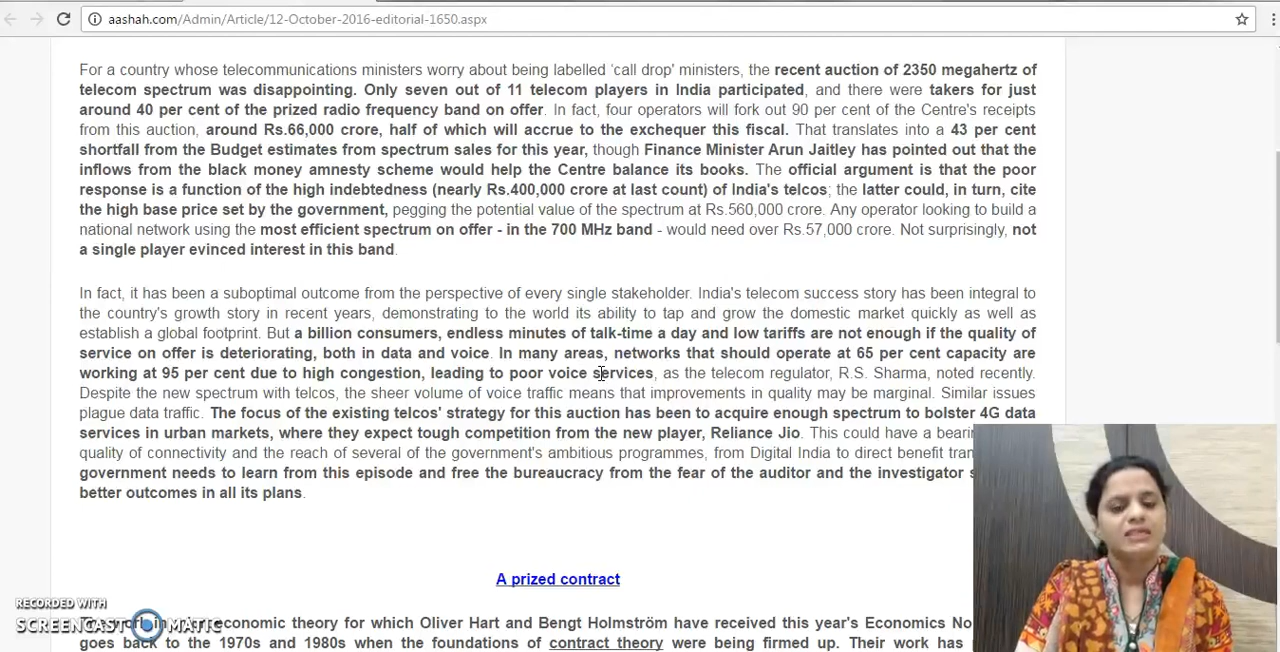 aashah.com/Admin/Article/12-October-2016-editorial-1650.aspx
For a country whose telecommunications ministers worry about being labelled 'call drop' ministers, the recent auction of 2350 megahertz of
telecom spectrum was disappointing. Only seven out of 11 telecom players in India participated, and there were takers for just
around 40 per cent of the prized radio frequency band on offer. In fact, four operators will fork out 90 per cent of the Centre's receipts
from this auction, around Rs.66,000 crore, half of which will accrue to the exchequer this fiscal. That translates into a 43 per cent
shortfall from the Budget estimates from spectrum sales for this year, though Finance Minister Arun Jaitley has pointed out that the
inflows from the black money amnesty scheme would help the Centre balance its books. The official argument is that the poor
response is a function of the high indebtedness (nearly Rs.400,000 crore at last count) of India's telcos; the latter could, in turn, cite
the high base price set by the government, pegging the potential value of the spectrum at Rs.560,000 crore. Any operator looking to build a
national network using the most efficient spectrum on offer - in the 700 MHz band - would need over Rs.57,000 crore. Not surprisingly, not
a single player evinced interest in this band.
In fact, it has been a suboptimal outcome from the perspective of every single stakeholder. India's telecom success story has been integral to
the country's growth story in recent years, demonstrating to the world its ability to tap and grow the domestic market quickly as well as
establish a global footprint. But a billion consumers, endless minutes of talk-time a day and low tariffs are not enough if the quality of
service on offer is deteriorating, both in data and voice. In many areas, networks that should operate at 65 per cent capacity are
working at 95 per cent due to high congestion, leading to poor voice services, as the telecom regulator, R.S. Sharma, noted recently.
Despite the new spectrum with telcos, the sheer volume of voice traffic means that improvements in quality may be marginal. Similar issues
plague data traffic. The focus of the existing telcos' strategy for this auction has been to acquire enough spectrum to bolster 4G data
services in urban markets, where they expect tough competition from the new player, Reliance Jio. This could have a
quality of connectivity and the reach of several of the government's ambitious programmes, from Digital India to direct benefit
government needs to learn from this episode and free the bureaucracy from the fear of the auditor and the investigator
better outcomes in all its plans.
A prized contract
RECORDED WITH
SCREENCAST MATIC
economic theory for which Oliver Hart and Bengt Holmström have received this year's Economics
goes back to the 1970s and 1980s when the foundations of contract theory were being firmed up. Their work has